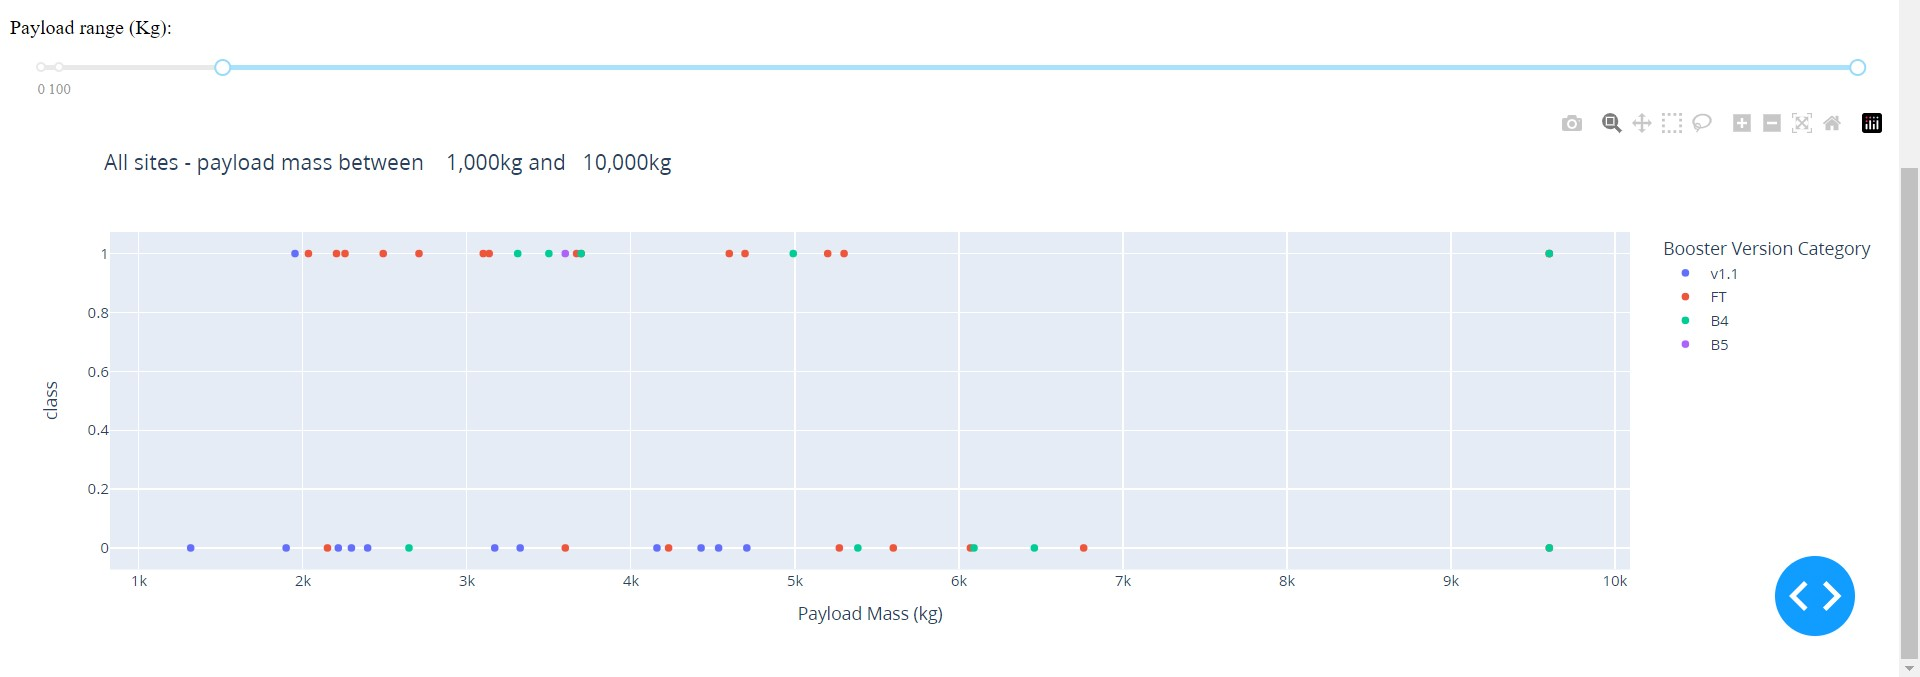 Payload range (Kg):
0 100
All sites - payload mass between 1,000kg and 10,000kg
Booster Version Category
v1.1
FT
B4
B5
1
0.8
0.6
0.4
0.2
0
class
1k 2k 3k 4k 5k 6k 7k 8k 9k 10k
Payload Mass (kg)